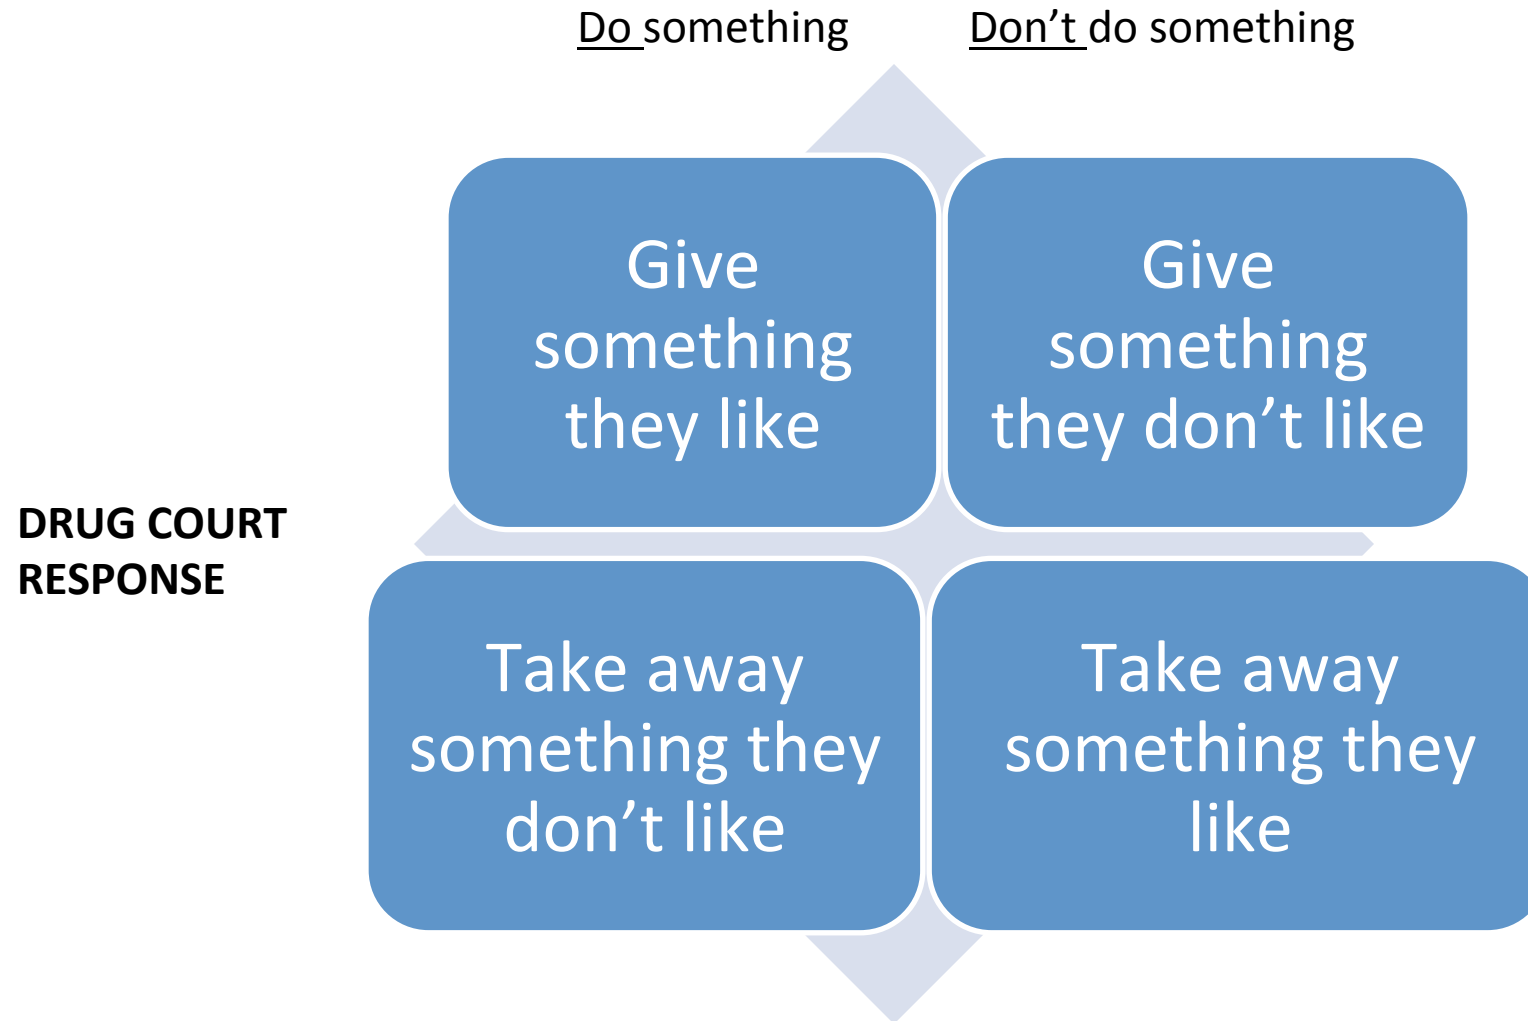 Do something Don’t do something
Give
something
they like
Give
something
they don’t like
DRUG COURT
RESPONSE
Take away
something they
don’t like
Take away
something they
like